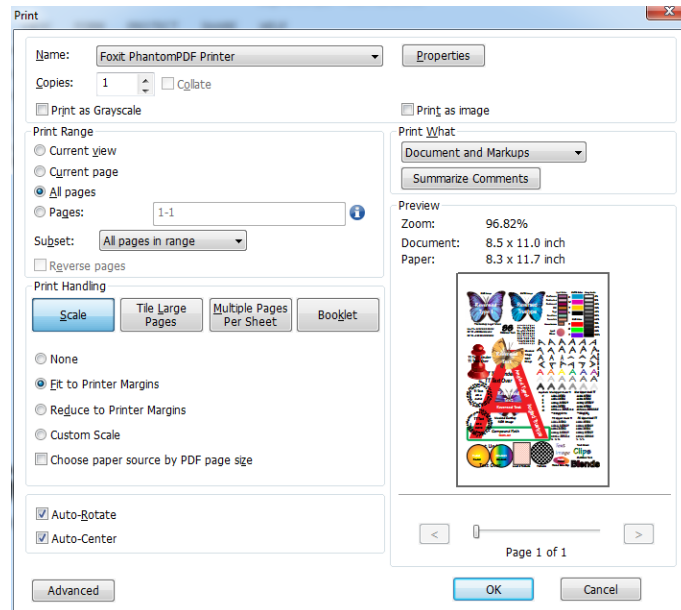 Print
Name: Foxit PhantomPDF Printer Properties
Copies: 1 Collate
Print as Grayscale Print as image
Print Range
Current view
Current page
All pages
Pages: 1-1
Subset: All pages in range
Reverse pages
Print What
Document and Markups
Summarize Comments
Print Handling
Scale
Tile Large
Pages
Multiple Pages
Per Sheet
Booklet
None
Fit to Printer Margins
Reduce to Printer Margins
Custom Scale
Choose paper source by PDF page size
Auto-Rotate
Auto-Center
Preview
Zoom: 96.82%
Document: 8.5 x 11.0 inch
Paper: 8.3 x 11.7 inch
Text Over
Clips
Blends
< >
Page 1 of 1
Advanced OK Cancel